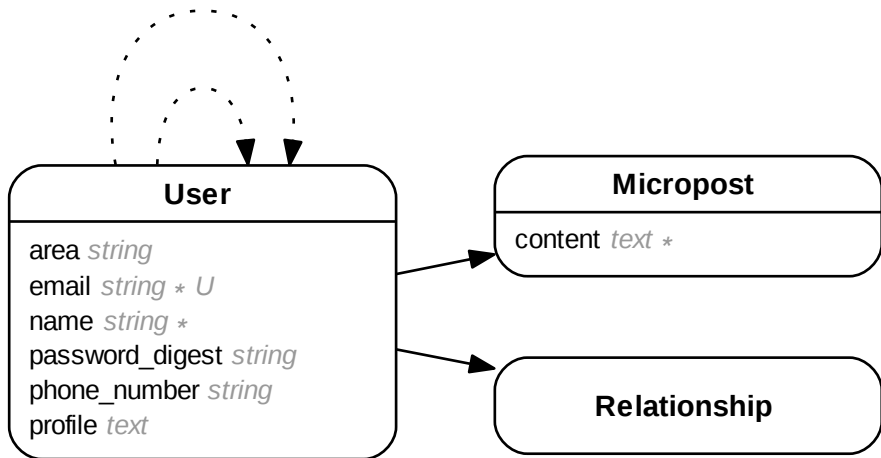 User
area string
email string * U
name string *
password_digest string
phone_number string
profile text
Micropost
content text *
Relationship